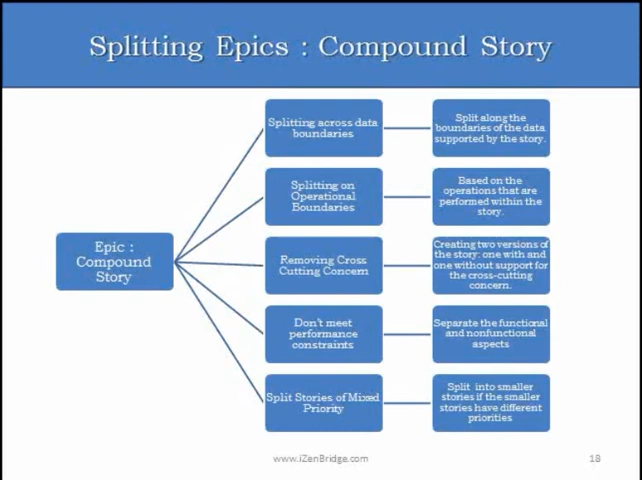 Splitting Epics : Compound Story
Splitting across data
boundaries
Split along the
boundaries of the data
supported by the story.
Splitting on
Operational
Boundaries
Based on the
operations that are
performed within the
story.
Epic :
Compound
Story
Removing Cross
Cutting Concern
Creating two versions of
the story: one with and
one without support for
the cross-cutting
concern.
Don't meet
performance
constraints
Separate the functional
and nonfunctional
aspects
Split Stories of Mixed
Priority
Split into smaller
stories if the smaller
stories have different
priorities
www.iZenBridge.com
18